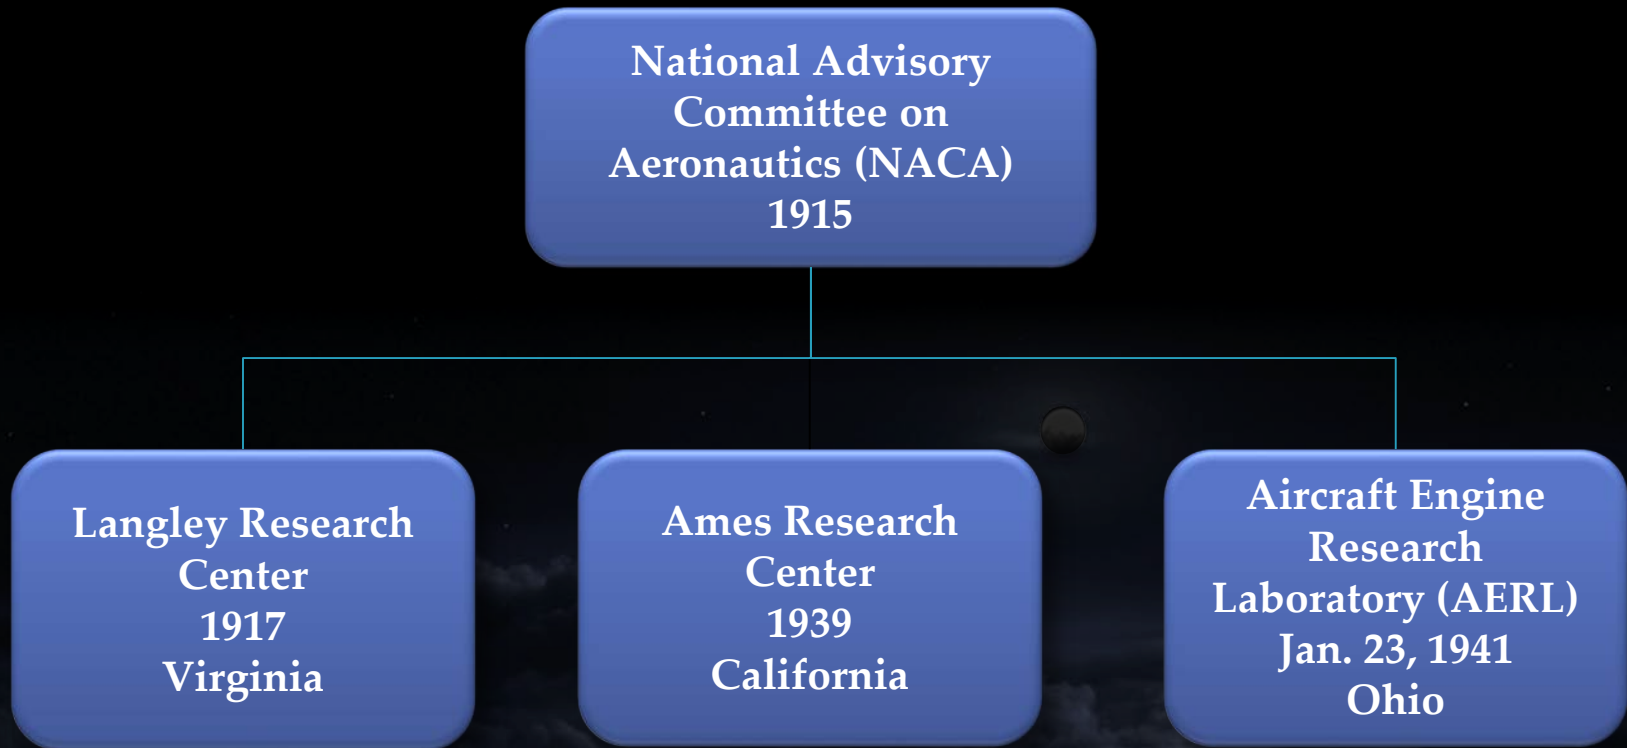 National Advisory
Committee on
Aeronautics (NACA)
1915
Langley Research
Center
1917
Virginia
Ames Research
Center
1939
California
Aircraft Engine
Research
Laboratory (AERL)
Jan. 23, 1941
Ohio